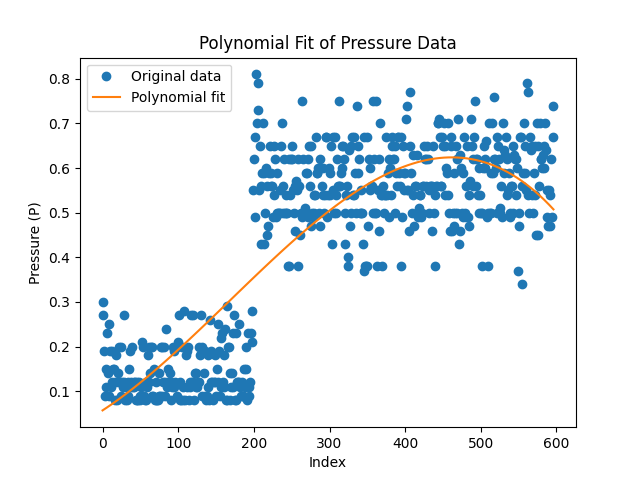 Polynomial Fit of Pressure Data
Original data
Polynomial fit
0.8
0.7
0.6
0.5
0.4
0.3
0.2
0.1
Pressure (P)
0 100 200 300 400 500 600
Index